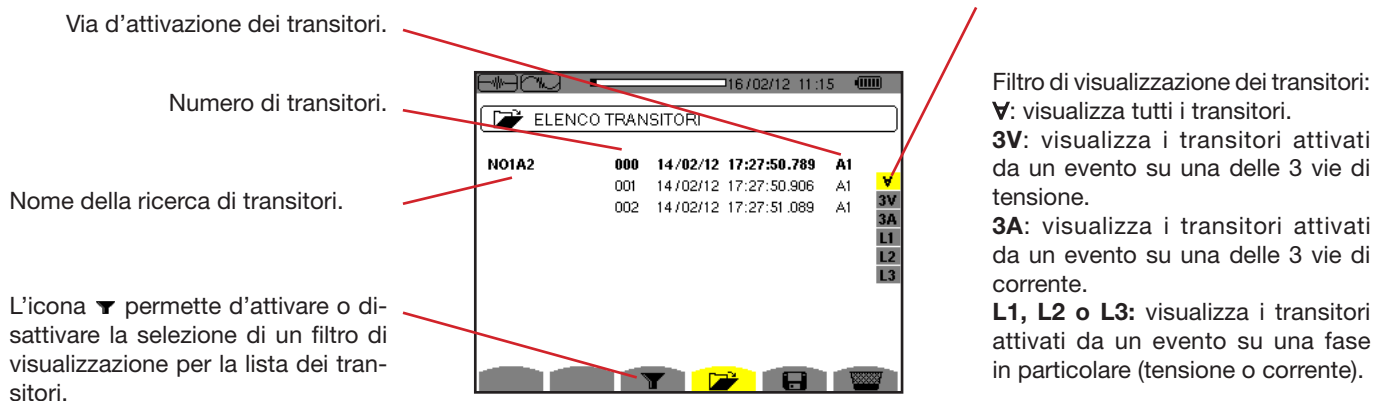 Via d'attivazione dei transitori.
Numero di transitori.
Nome della ricerca di transitori.
L'icona permette d'attivare o di-
sattivare la selezione di un filtro di
visualizzazione per la lista dei tran-
sitori.
16/02/12 11:15
ELENCO TRANSITORI
NO1A2 000 14/02/12 17:27:50.789 A1
001 14/02/12 17:27:50.906 A1
002 14/02/12 17:27:51.089 A1
∀
3V
3A
L1
L2
L3
Filtro di visualizzazione dei transitori:
∀: visualizza tutti i transitori.
3V: visualizza i transitori attivati
da un evento su una delle 3 vie di
tensione.
3A: visualizza i transitori attivati
da un evento su una delle 3 vie di
corrente.
L1, L2 o L3: visualizza i transitori
attivati da un evento su una fase
in particolare (tensione o corrente).